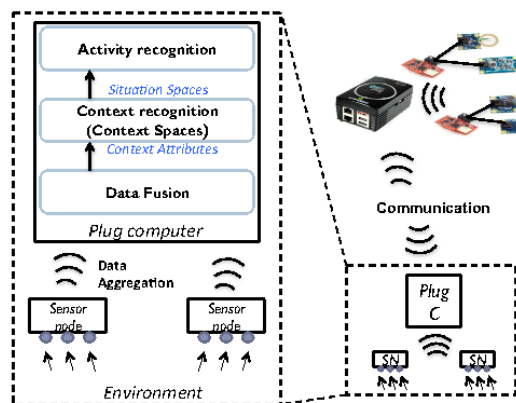 Activity recognition
Situation Spaces
Context recognition
(Context Spaces)
Context Attributes
Data Fusion
Plug computer
Data
Aggregation
Sensor
node
Sensor
node
Environment
Communication
Plug
C
SN
SN